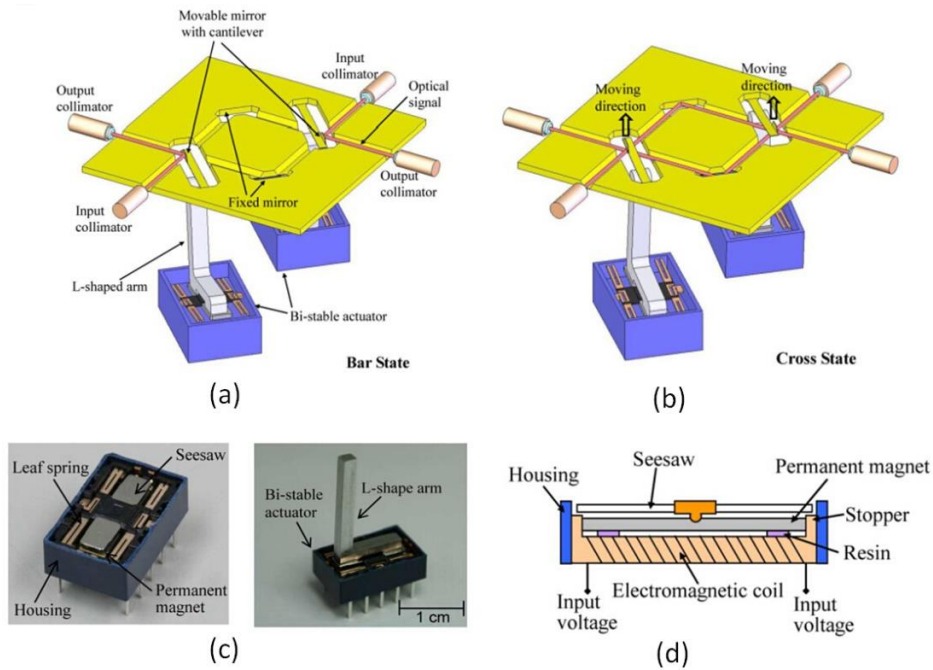 Movable mirror
with cantilever
Input
collimator
Output
collimator
Optical
signal
Output
collimator
Fixed mirror
Input
collimator
L-shaped arm
Bi-stable actuator
Bar State
(a)
Moving
direction
Moving
direction
Cross State
(b)
Seesaw
Leaf spring
Housing
Permanent
magnet
Bi-stable
actuator
L-shape arm
1 cm
(c)
Housing
Seesaw
Permanent magnet
Stopper
Resin
Electromagnetic coil
Input
voltage
Input
voltage
(d)